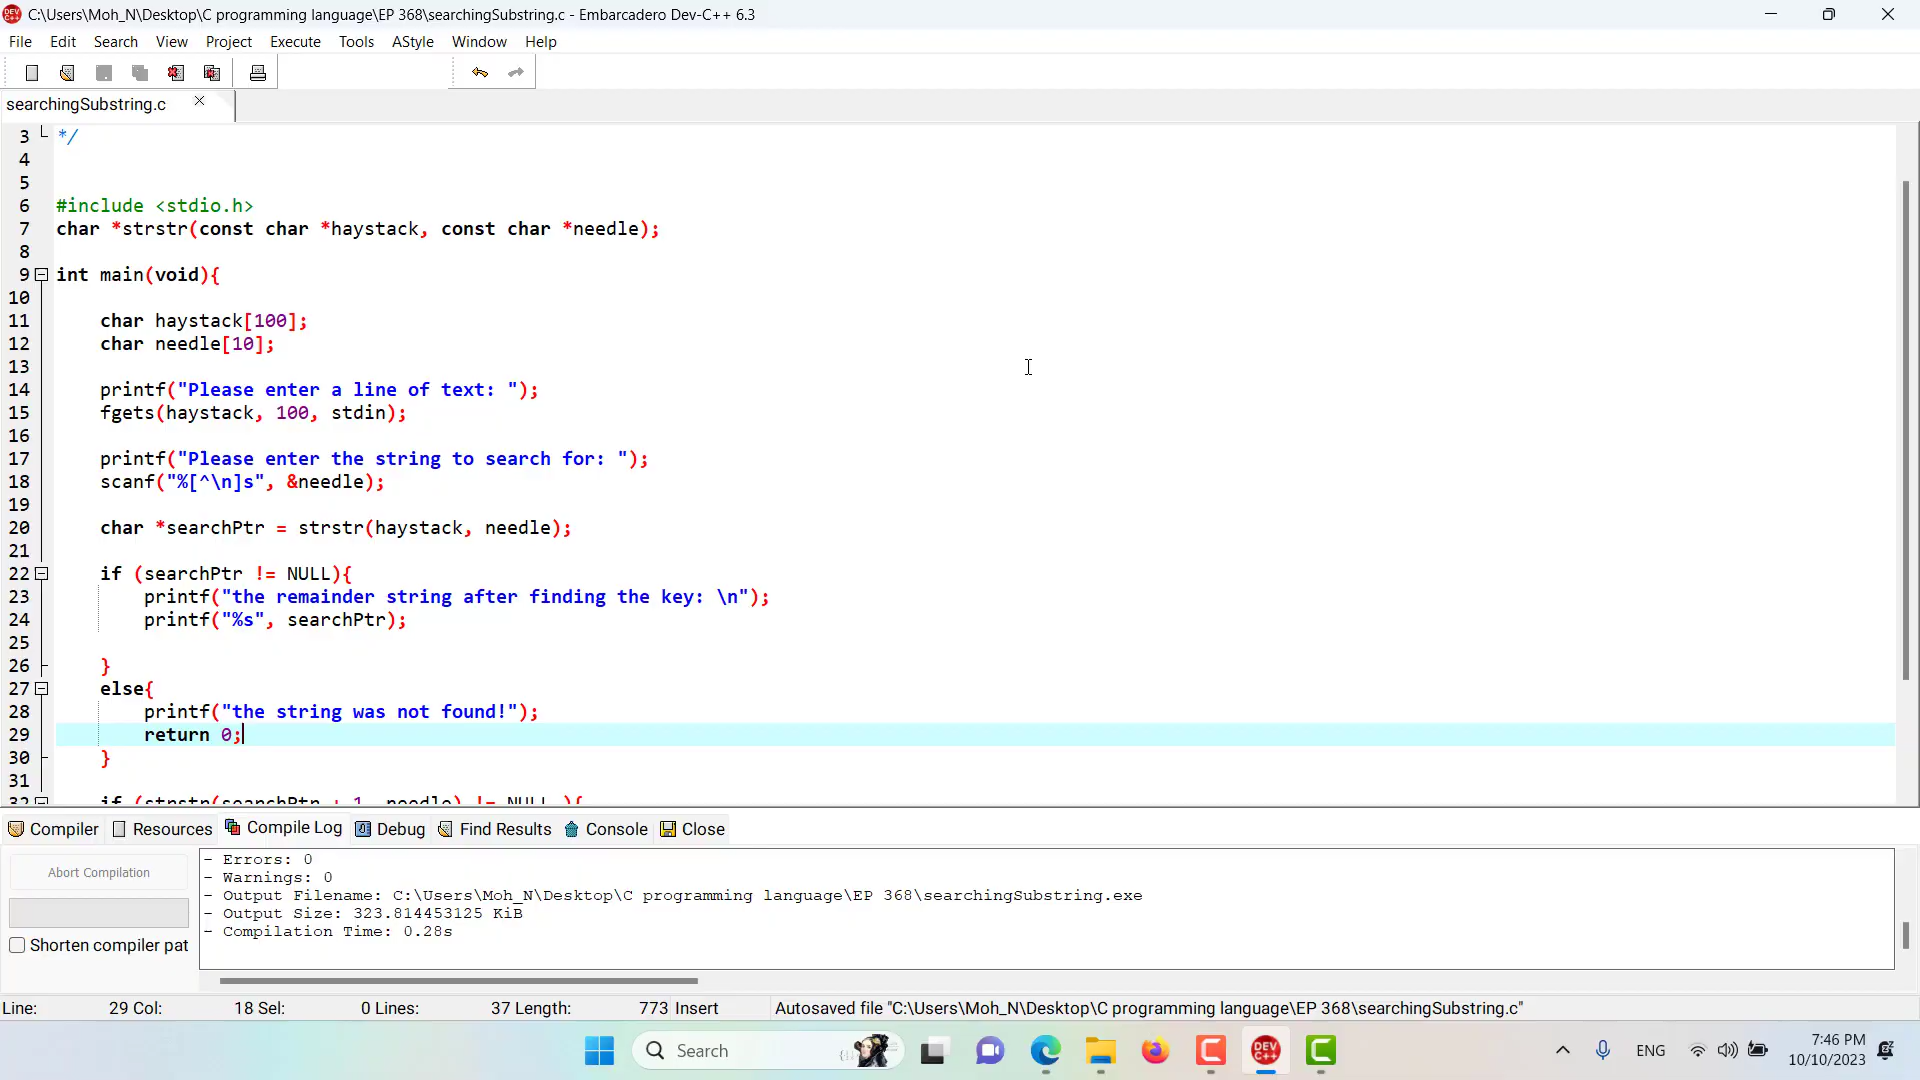 C:\Users\Moh_N\Desktop\C programming language\EP 368\searchingSubstring.c - Embarcadero Dev-C++ 6.3
File Edit Search View Project Execute Tools AStyle Window Help
searchingSubstring.c
3 */
4
5
6 #include <stdio.h>
7 char *strstr(const char *haystack, const char *needle);
8
9 int main(void){
10
11 char haystack[100];
12 char needle[10];
13
14 printf("Please enter a line of text: ");
15 fgets(haystack, 100, stdin);
16
17 printf("Please enter the string to search for: ");
18 scanf("%[^\n]s", &needle);
19
20 char *searchPtr = strstr(haystack, needle);
21
22 if (searchPtr != NULL){
23 printf("the remainder string after finding the key: \n");
24 printf("%s", searchPtr);
25
26 }
27 else{
28 printf("the string was not found!");
29 return 0;
30 }
31
32 if (strstr(searchPtr + 1, needle) != NULL ){
Compiler Resources Compile Log Debug Find Results Console Close
Abort Compilation
Shorten compiler pat
- Errors: 0
- Warnings: 0
- Output Filename: C:\Users\Moh_N\Desktop\C programming language\EP 368\searchingSubstring.exe
- Output Size: 323.814453125 KiB
- Compilation Time: 0.28s
Line: 29 Col: 18 Sel: 0 Lines: 37 Length: 773 Insert Autosaved file "C:\Users\Moh_N\Desktop\C programming language\EP 368\searchingSubstring.c"
Search
DEV C++
ENG
7:46 PM
10/10/2023